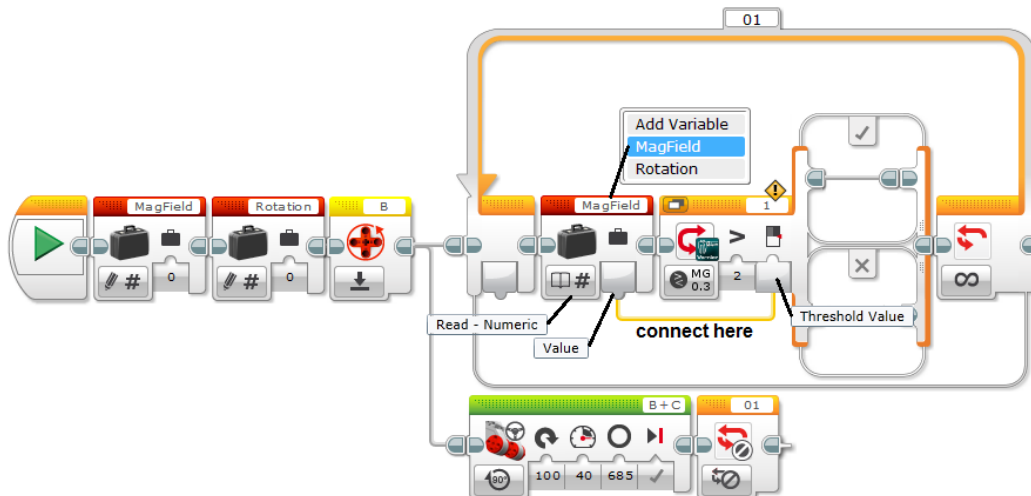 01
Add Variable
MagField
Rotation
MagField
Rotation
B
MagField
1
#
0
#
0
#
MG
0.3
>
2
∞
Read - Numeric
Value
connect here
Threshold Value
B + C
01
90°
100
40
685